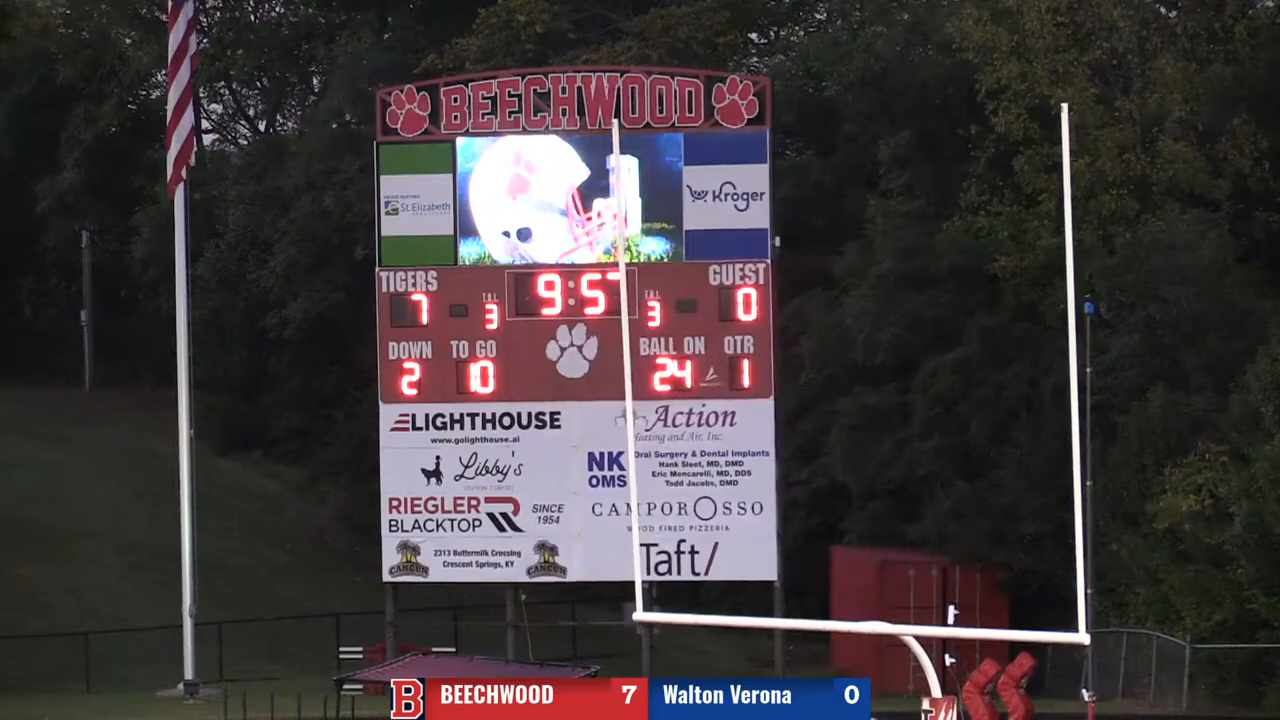 BEECHWOOD
St. Elizabeth
Kroger
TIGERS
GUEST
7
T.O.L
3
9:57
T.O.L
3
0
DOWN
TO GO
BALL ON
QTR
2
10
24
1
LIGHTHOUSE
www.golighthouse.ai
Action
Heating and Air, Inc.
Libby's
NK
OMS
Oral Surgery & Dental Implants
Hank Sleet, MD, DMD
Eric Mencarelli, MD, DDS
Todd Jacobs, DMD
RIEGLER
BLACKTOP
SINCE
1954
CAMPOROSSO
WOOD FIRED PIZZERIA
CANCUN
2313 Buttermilk Crossing
Crescent Springs, KY
CANCUN
Taft/
B BEECHWOOD 7 Walton Verona 0